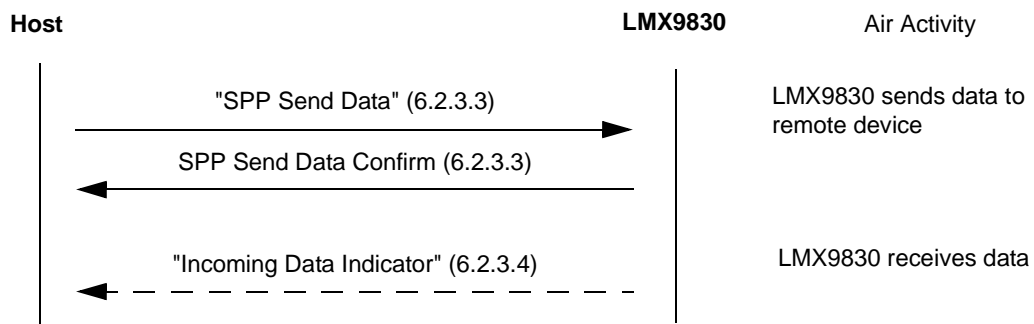 Host
LMX9830
Air Activity
"SPP Send Data" (6.2.3.3)
LMX9830 sends data to
remote device
SPP Send Data Confirm (6.2.3.3)
"Incoming Data Indicator" (6.2.3.4)
LMX9830 receives data